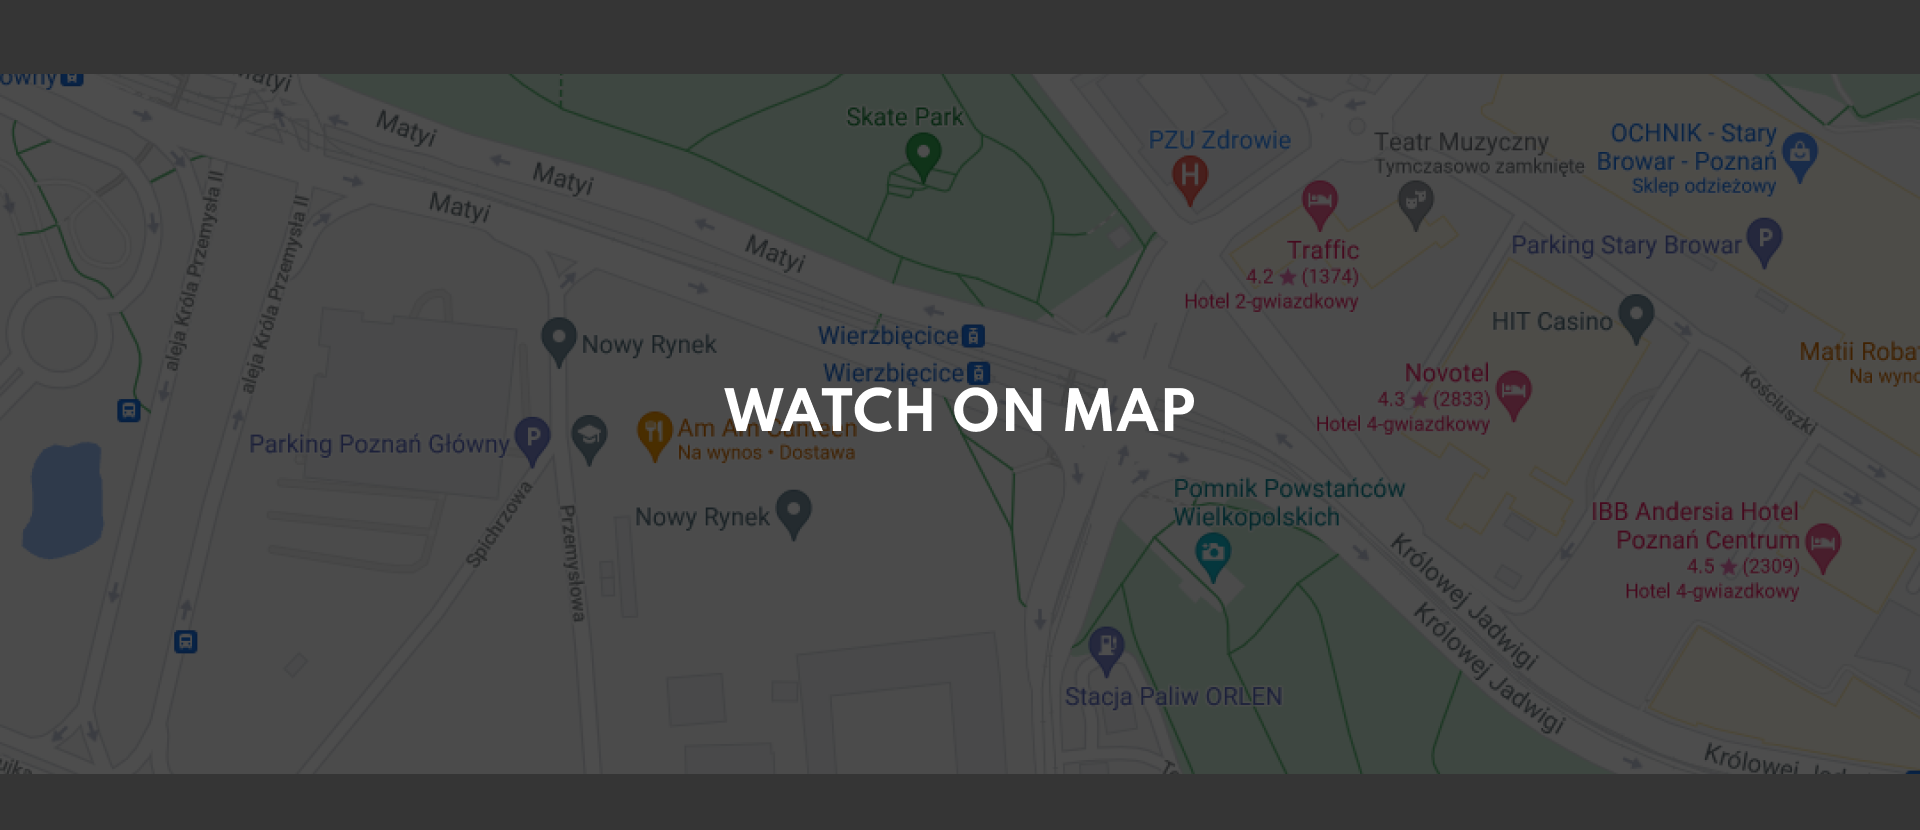 Matyi
Matyi
Matyi
Matyi
Matyi
Skate Park
PZU Zdrowie
Teatr Muzyczny
Tymczasowo zamknięte
OCHNIK - Stary
Browar - Poznań
Sklep odzieżowy
Parking Stary Browar
Traffic
4.2 ★ (1374)
Hotel 2-gwiazdkowy
aleja Króla Przemysła II
aleja Króla Przemysła II
HIT Casino
Nowy Rynek
Wierzbięcice
Wierzbięcice
Matii Robat
Na wyno
Novotel
4.3 ★ (2833)
Hotel 4-gwiazdkowy
Kościuszki
WATCH ON MAP
Parking Poznań Główny
Am Am Canteen
Na wynos • Dostawa
Nowy Rynek
Spichrzowa
Przemysłowa
Pomnik Powstańców
Wielkopolskich
IBB Andersia Hotel
Poznań Centrum
4.5 ★ (2309)
Hotel 4-gwiazdkowy
Królowej Jadwigi
Królowej Jadwigi
Stacja Paliw ORLEN
Królowej